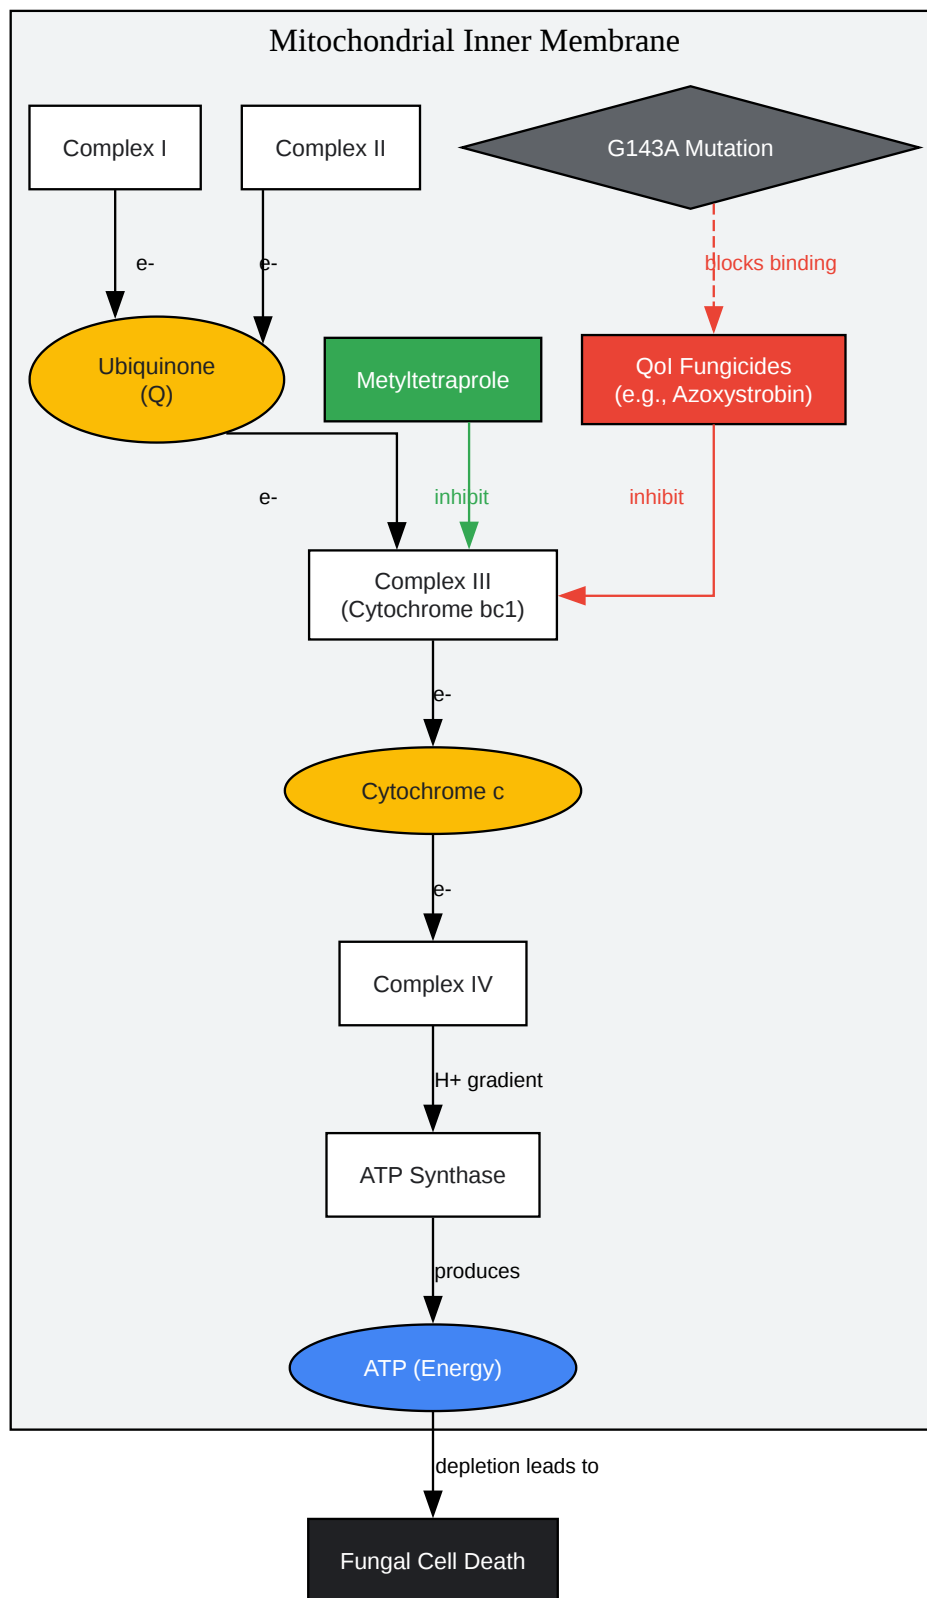 Mitochondrial Inner Membrane
Complex I
Complex II
G143A Mutation
e-
e-
blocks binding
Ubiquinone
(Q)
Metyltetraprole
QoI Fungicides
(e.g., Azoxystrobin)
e-
inhibit
inhibit
Complex III
(Cytochrome bc1)
e-
Cytochrome c
e-
Complex IV
H+ gradient
ATP Synthase
produces
ATP (Energy)
depletion leads to
Fungal Cell Death